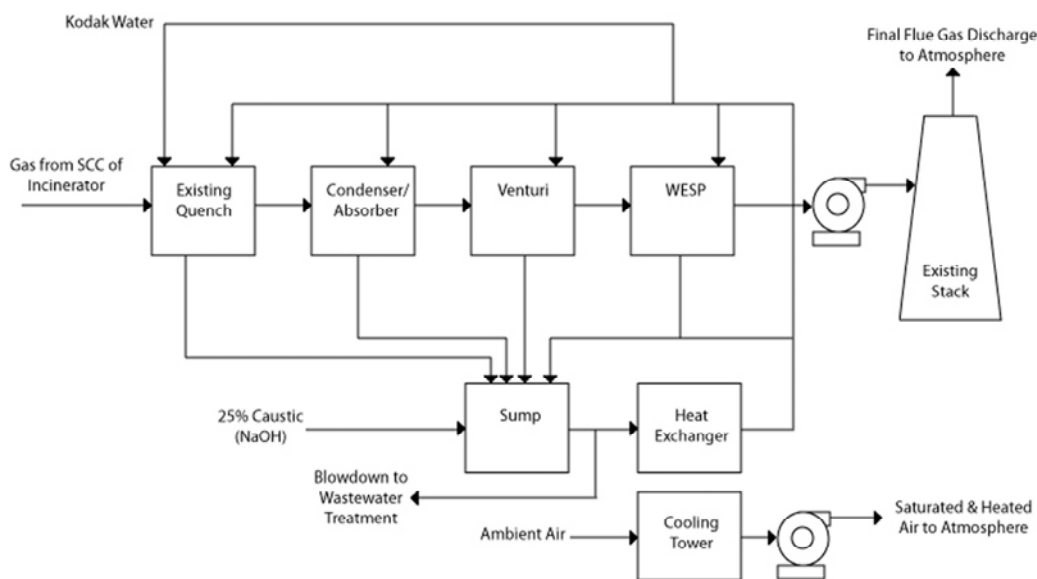 Kodak Water
Final Flue Gas Discharge
to Atmosphere
Gas from SCC of
Incinerator
Existing
Quench
Condenser/
Absorber
Venturi
WESP
Existing
Stack
25% Caustic
(NaOH)
Sump
Heat
Exchanger
Blowdown to
Wastewater
Treatment
Ambient Air
Cooling
Tower
Saturated & Heated
Air to Atmosphere